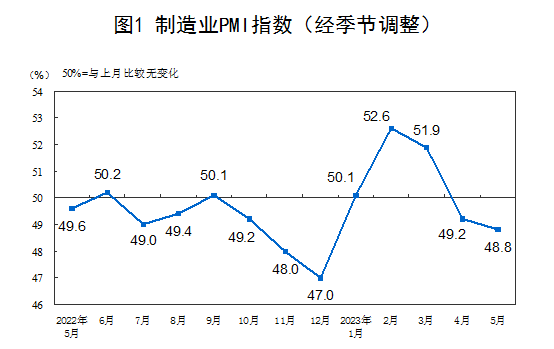 图1 制造业PMI指数（经季节调整）
（%） 50%=与上月比较无变化
54
53
52
51
50
49
48
47
46
49.6
50.2
49.0
49.4
50.1
49.2
48.0
47.0
50.1
52.6
51.9
49.2
48.8
2022年
5月
6月
7月
8月
9月
10月
11月
12月
2023年
1月
2月
3月
4月
5月